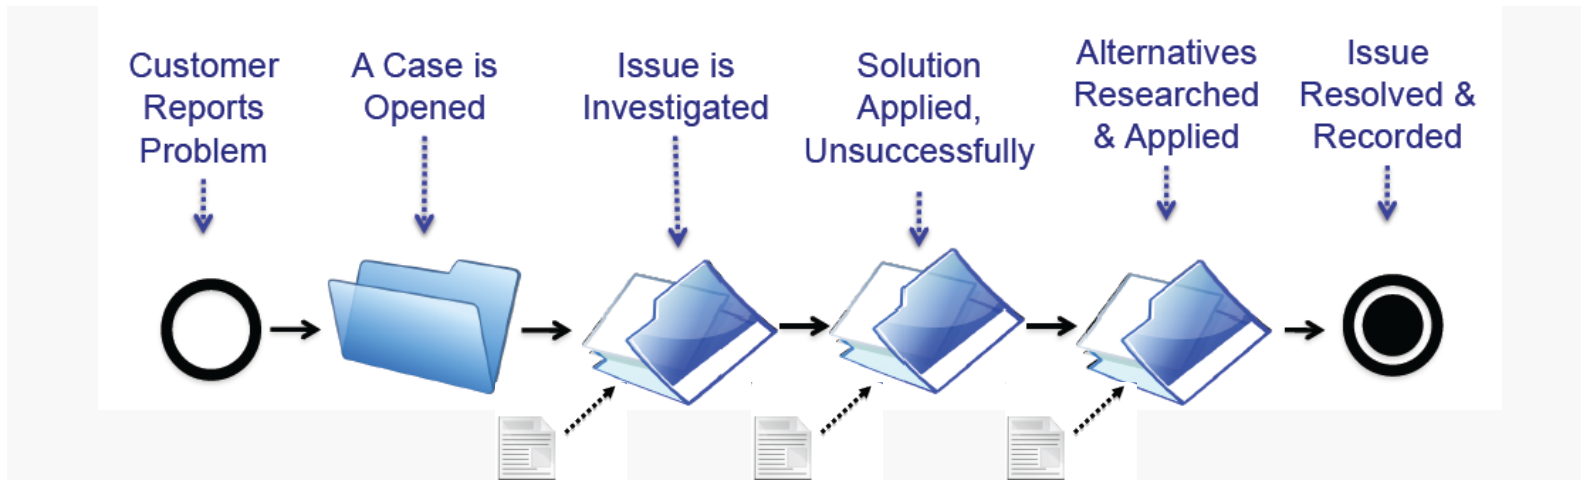 Customer
Reports
Problem
A Case is
Opened
Issue is
Investigated
Solution
Applied,
Unsuccessfully
Alternatives
Researched
& Applied
Issue
Resolved &
Recorded